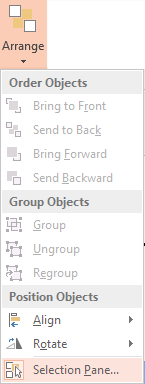 Arrange
Order Objects
Bring to Front
Send to Back
Bring Forward
Send Backward
Group Objects
Group
Ungroup
Regroup
Position Objects
Align
Rotate
Selection Pane...